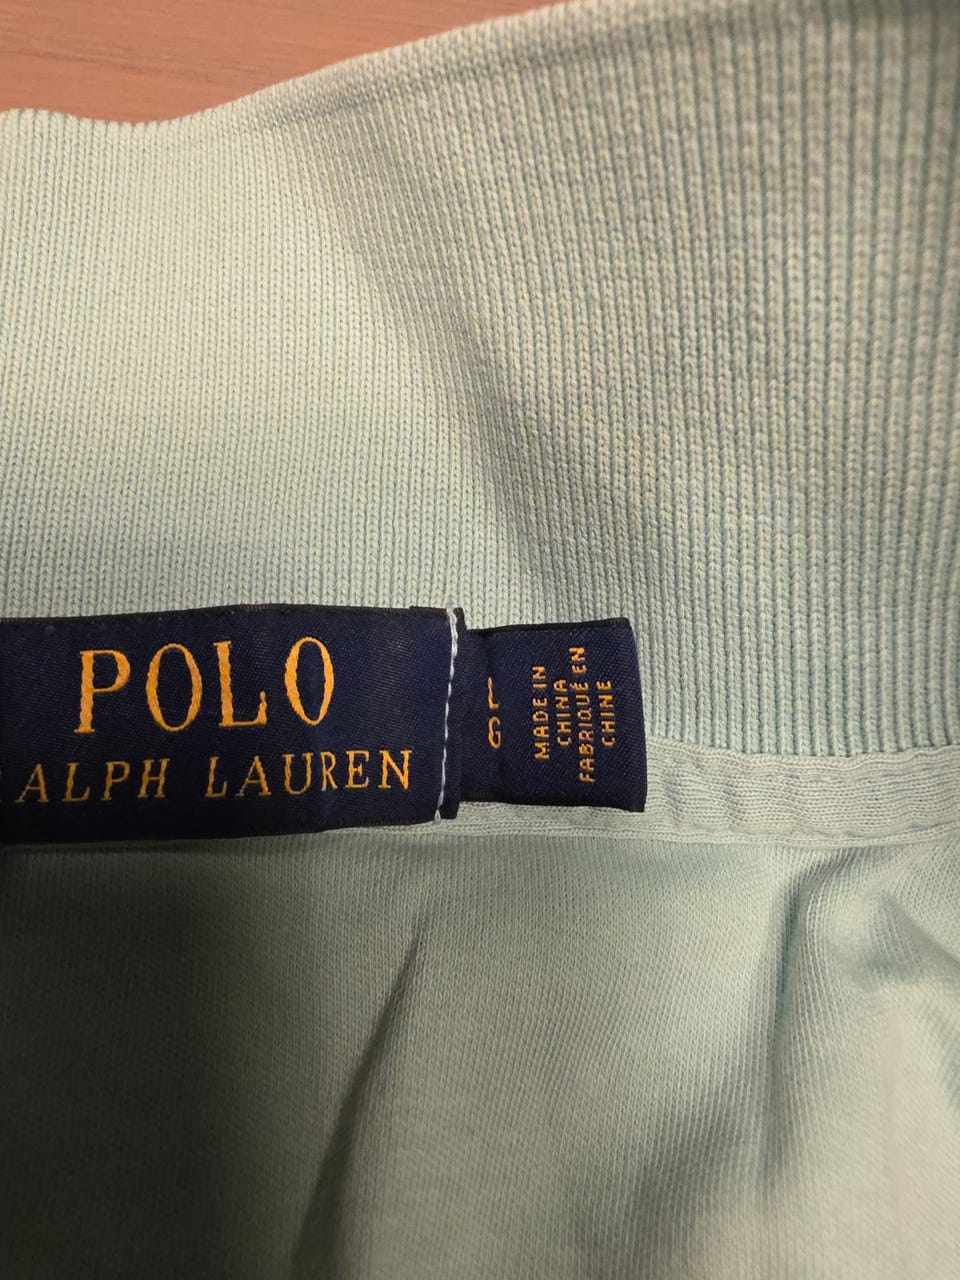 POLO
RALPH LAUREN
MADE IN
CHINA
FABRIQUÉ EN
CHINE